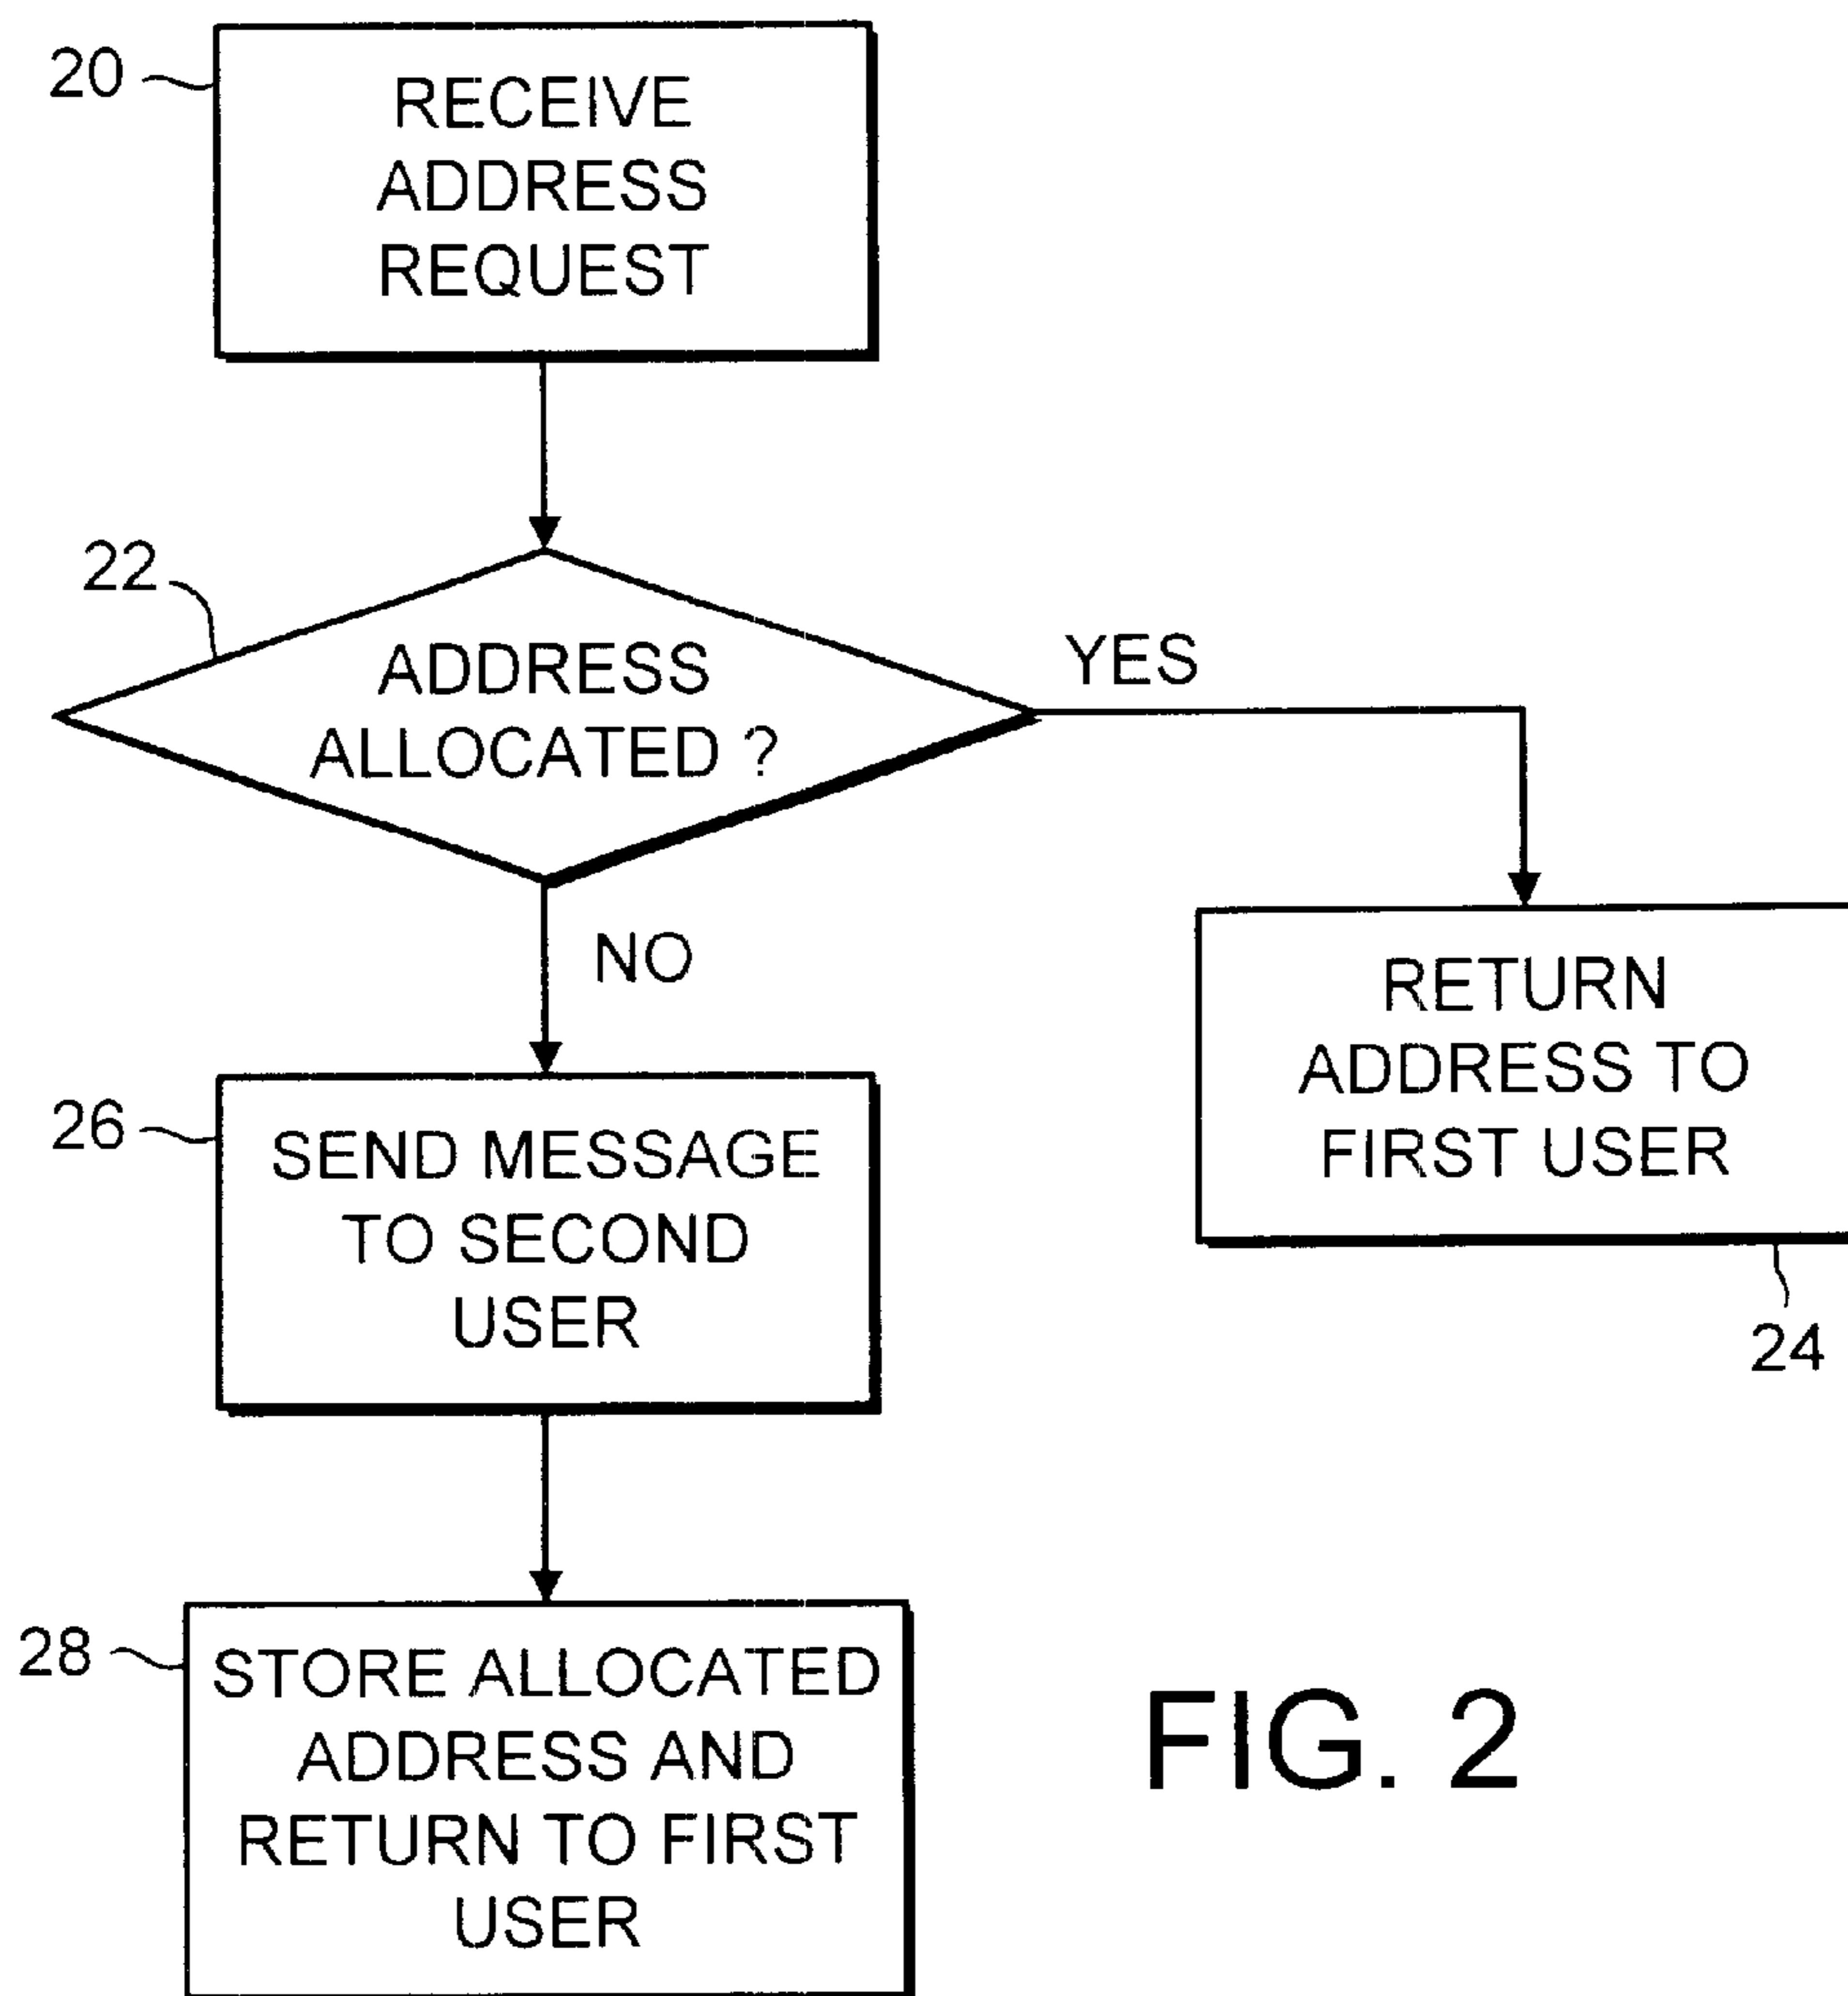 20
RECEIVE
ADDRESS
REQUEST
22
ADDRESS
ALLOCATED ?
YES
NO
RETURN
ADDRESS TO
FIRST USER
24
26
SEND MESSAGE
TO SECOND
USER
28
STORE ALLOCATED
ADDRESS AND
RETURN TO FIRST
USER
FIG. 2